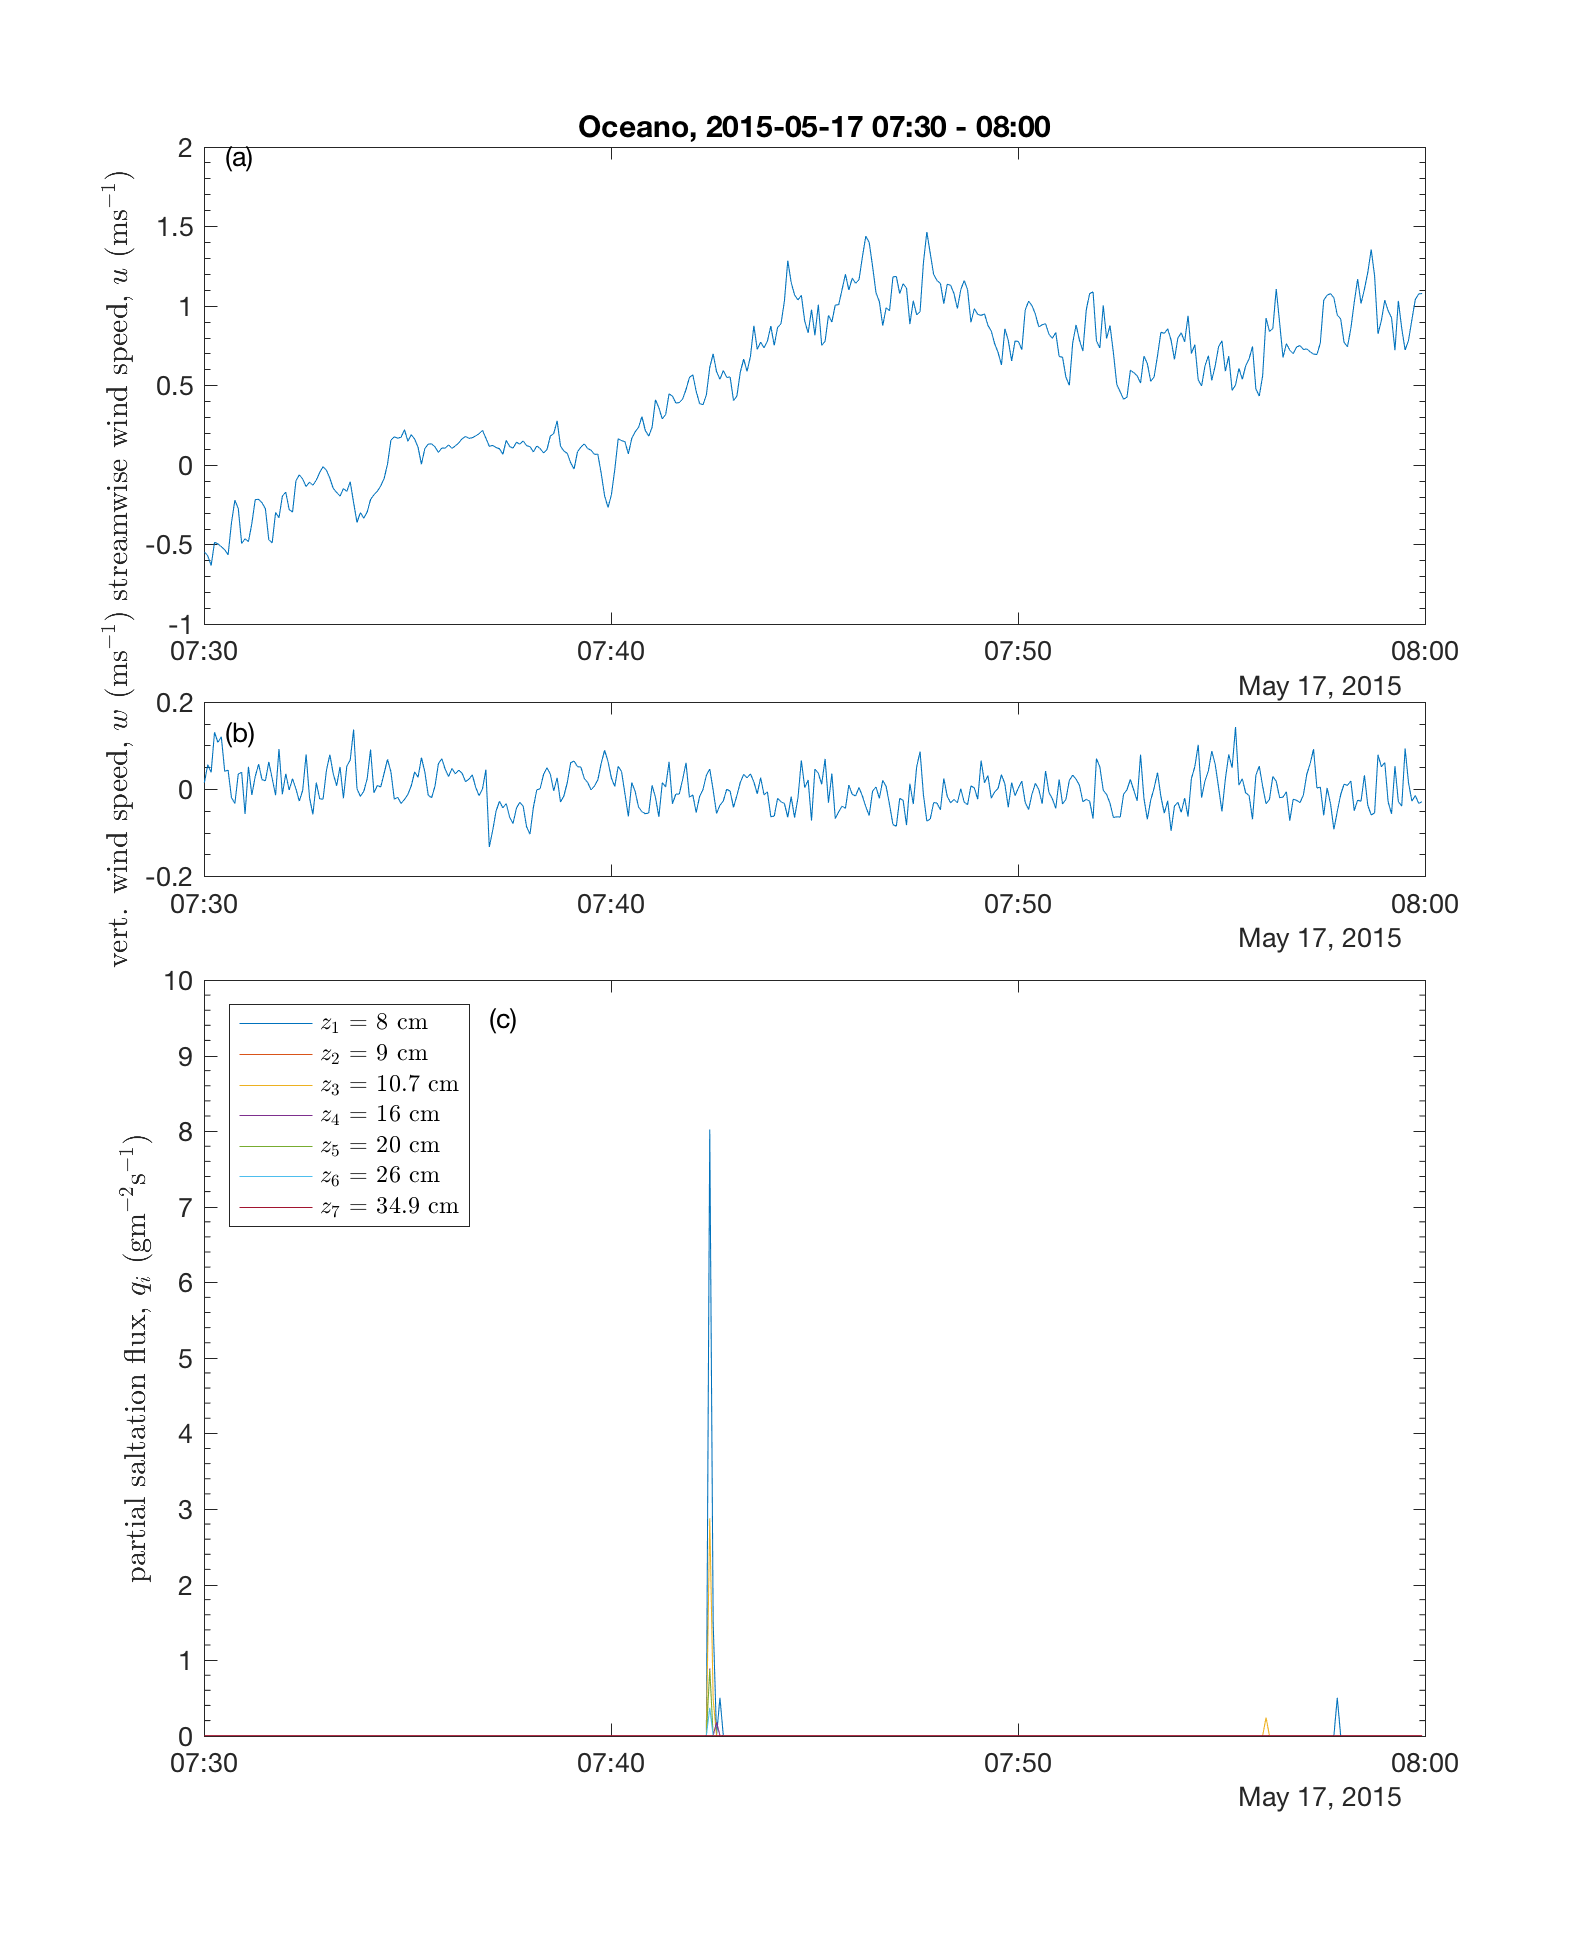 Oceano, 2015-05-17 07:30 - 08:00
(a)
streamwise wind speed, u (ms⁻¹)
2
1.5
1
0.5
0
-0.5
-1
07:30 07:40 07:50 08:00
May 17, 2015
(b)
vert. wind speed, w (ms⁻¹)
0.2
0
-0.2
07:30 07:40 07:50 08:00
May 17, 2015
(c)
partial saltation flux, qᵢ (gm⁻²s⁻¹)
10
9
8
7
6
5
4
3
2
1
0
z₁ = 8 cm
z₂ = 9 cm
z₃ = 10.7 cm
z₄ = 16 cm
z₅ = 20 cm
z₆ = 26 cm
z₇ = 34.9 cm
07:30 07:40 07:50 08:00
May 17, 2015